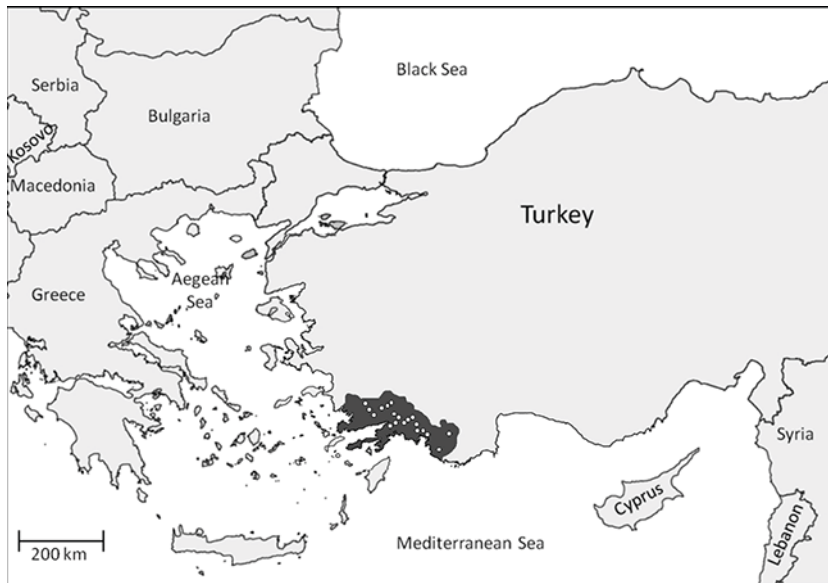 Black Sea
Serbia
Bulgaria
Kosovo
Macedonia
Turkey
Aegean
Sea
Greece
Syria
Cyprus
Lebanon
200 km
Mediterranean Sea